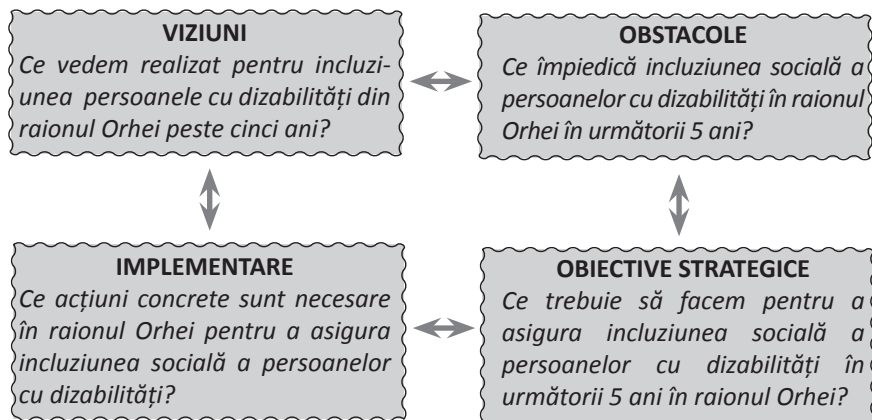 VIZIUNI
Ce vedem realizat pentru incluzi-
unea persoanele cu dizabilități din
raionul Orhei peste cinci ani?
OBSTACOLE
Ce împiedică incluziunea socială a
persoanelor cu dizabilități în raionul
Orhei în următorii 5 ani?
IMPLEMENTARE
Ce acțiuni concrete sunt necesare
în raionul Orhei pentru a asigura
incluziunea socială a persoanelor
cu dizabilități?
OBIECTIVE STRATEGICE
Ce trebuie să facem pentru a
asigura incluziunea socială a
persoanelor cu dizabilități în
următorii 5 ani în raionul Orhei?